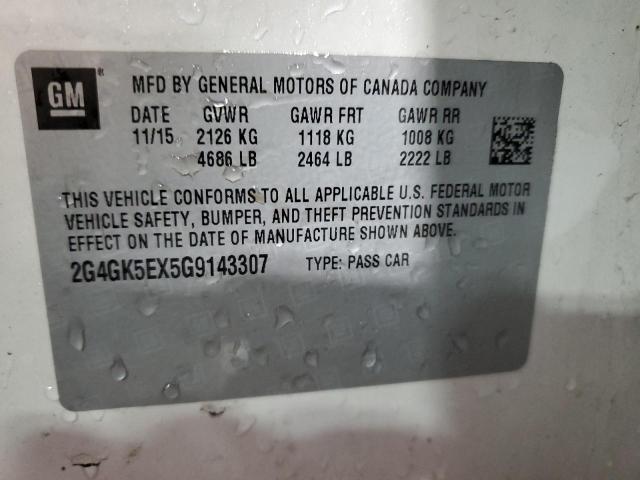 GM
MFD BY GENERAL MOTORS OF CANADA COMPANY
DATE GVWR GAWR FRT GAWR RR
11/15 2126 KG 1118 KG 1008 KG
4686 LB 2464 LB 2222 LB
THIS VEHICLE CONFORMS TO ALL APPLICABLE U.S. FEDERAL MOTOR
VEHICLE SAFETY, BUMPER, AND THEFT PREVENTION STANDARDS IN
EFFECT ON THE DATE OF MANUFACTURE SHOWN ABOVE.
2G4GK5EX5G9143307 TYPE: PASS CAR